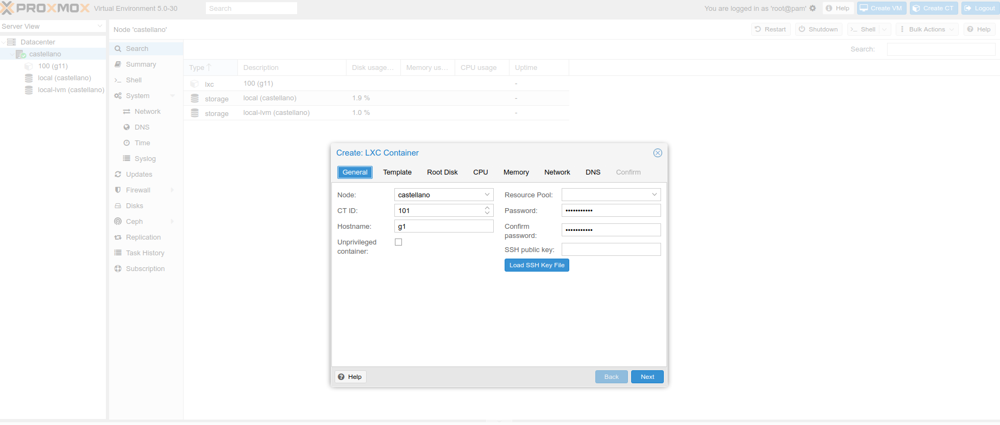 PROXMOX Virtual Environment 5.0-30 Search You are logged in as 'root@pam' Help Create VM Create CT Logout
Server View
Datacenter
castellano
100 (g11)
local (castellano)
local-lvm (castellano)
Node 'castellano' Restart Shutdown Shell Bulk Actions Help
Search
Summary
Shell
System
Network
DNS
Time
Syslog
Updates
Firewall
Disks
Ceph
Replication
Task History
Subscription
Search:
Type Description Disk usage... Memory us... CPU usage Uptime
lxc 100 (g11) -
storage local (castellano) 1.9 % -
storage local-lvm (castellano) 1.0 % -
Create: LXC Container
General Template Root Disk CPU Memory Network DNS Confirm
Node: castellano
CT ID: 101
Hostname: g1
Unprivileged
container:
Resource Pool:
Password: •••••••••••
Confirm
password: •••••••••••
SSH public key:
Load SSH Key File
Help Back Next